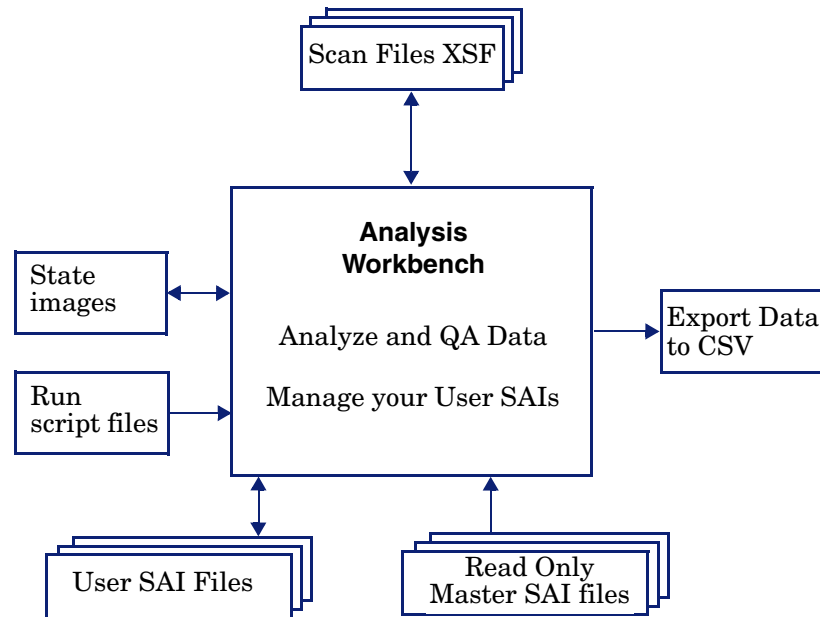 Scan Files XSF
Analysis
Workbench
Analyze and QA Data
Manage your User SAIs
State
images
Run
script files
Export Data
to CSV
User SAI Files
Read Only
Master SAI files